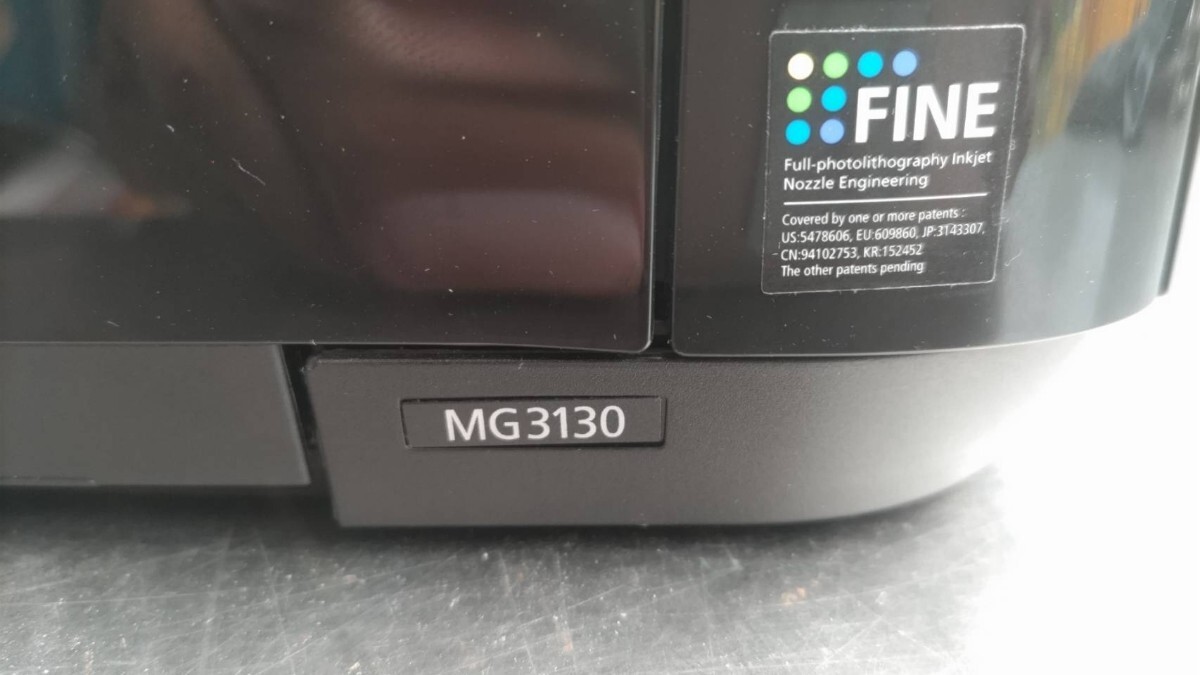 FINE
Full-photolithography Inkjet
Nozzle Engineering
Covered by one or more patents :
US:5478606, EU:609860, JP:3143307,
CN:94102753, KR:152452
The other patents pending
MG3130